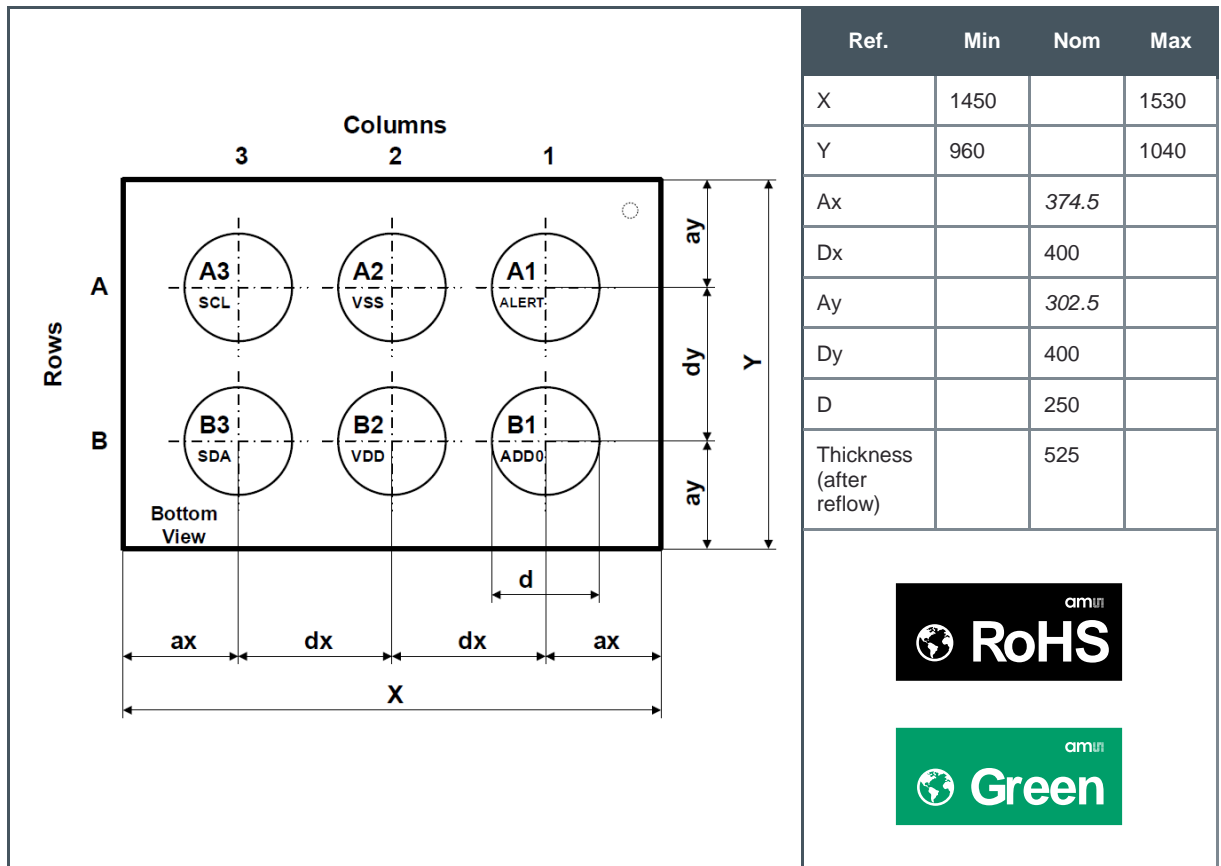 Columns
3 2 1
A
B
Rows
A3
SCL
A2
VSS
A1
ALERT
B3
SDA
B2
VDD
B1
ADD0
Bottom
View
ay
dy
ay
Y
d
ax dx dx ax
X
Ref. Min Nom Max
X 1450 1530
Y 960 1040
Ax 374.5
Dx 400
Ay 302.5
Dy 400
D 250
Thickness (after reflow) 525
am
RoHS
am
Green